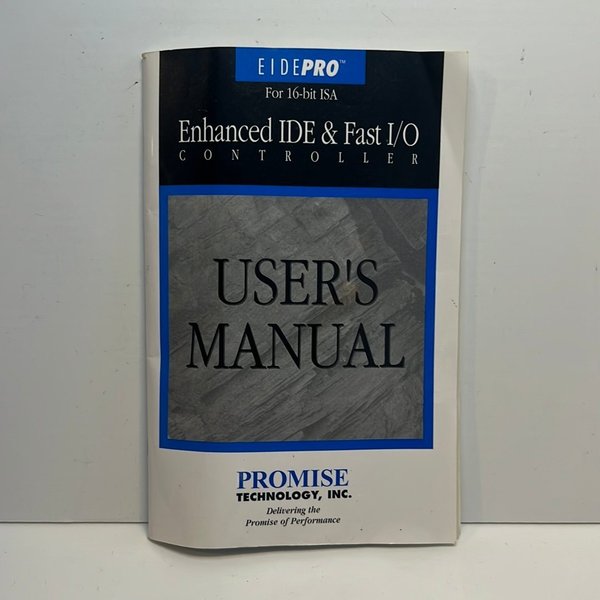 EIDEPRO™
For 16-bit ISA
Enhanced IDE & Fast I/O
CONTROLLER
USER'S
MANUAL
PROMISE
TECHNOLOGY, INC.
Delivering the
Promise of Performance